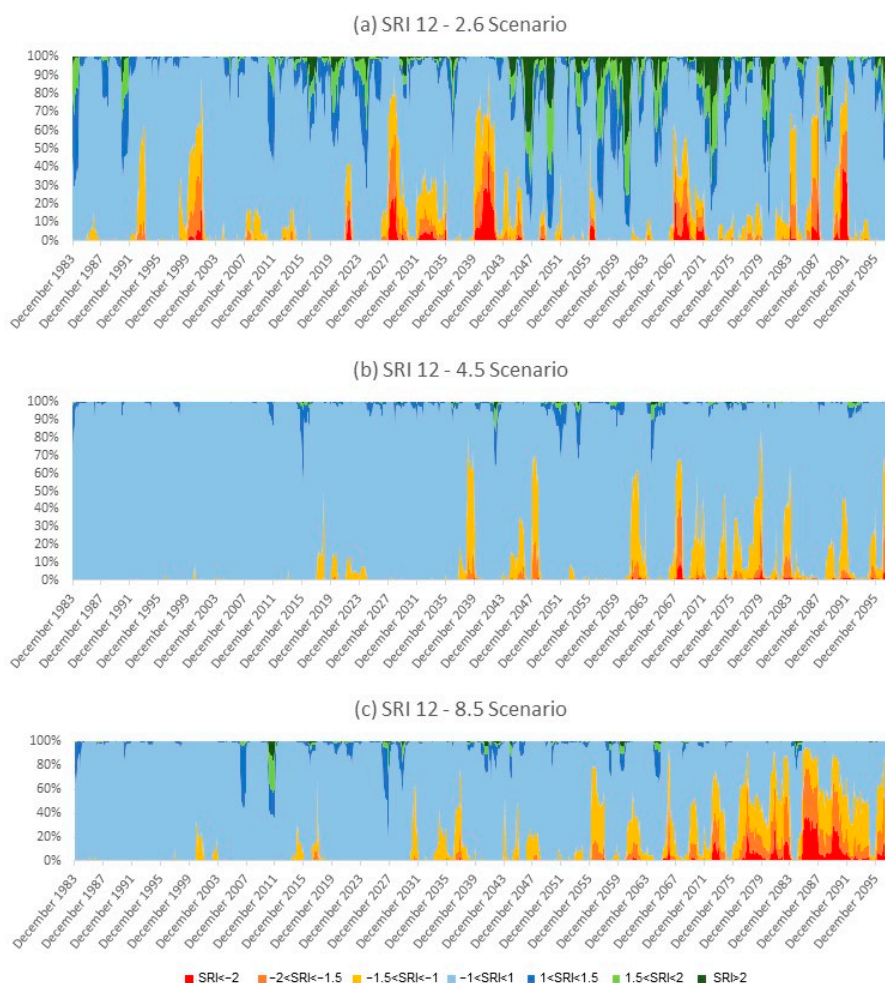 (a) SRI 12 - 2.6 Scenario
100%
90%
80%
70%
60%
50%
40%
30%
20%
10%
0%
December 1983
December 1987
December 1991
December 1995
December 1999
December 2003
December 2007
December 2011
December 2015
December 2019
December 2023
December 2027
December 2031
December 2035
December 2039
December 2043
December 2047
December 2051
December 2055
December 2059
December 2063
December 2067
December 2071
December 2075
December 2079
December 2083
December 2087
December 2091
December 2095
(b) SRI 12 - 4.5 Scenario
100%
90%
80%
70%
60%
50%
40%
30%
20%
10%
0%
December 1983
December 1987
December 1991
December 1995
December 1999
December 2003
December 2007
December 2011
December 2015
December 2019
December 2023
December 2027
December 2031
December 2035
December 2039
December 2043
December 2047
December 2051
December 2055
December 2059
December 2063
December 2067
December 2071
December 2075
December 2079
December 2083
December 2087
December 2091
December 2095
(c) SRI 12 - 8.5 Scenario
100%
80%
60%
40%
20%
0%
December 1983
December 1987
December 1991
December 1995
December 1999
December 2003
December 2007
December 2011
December 2015
December 2019
December 2023
December 2027
December 2031
December 2035
December 2039
December 2043
December 2047
December 2051
December 2055
December 2059
December 2063
December 2067
December 2071
December 2075
December 2079
December 2083
December 2087
December 2091
December 2095
SRI<−2 −2<SRI<−1.5 −1.5<SRI<−1 −1<SRI<1 1<SRI<1.5 1.5<SRI<2 SRI>2